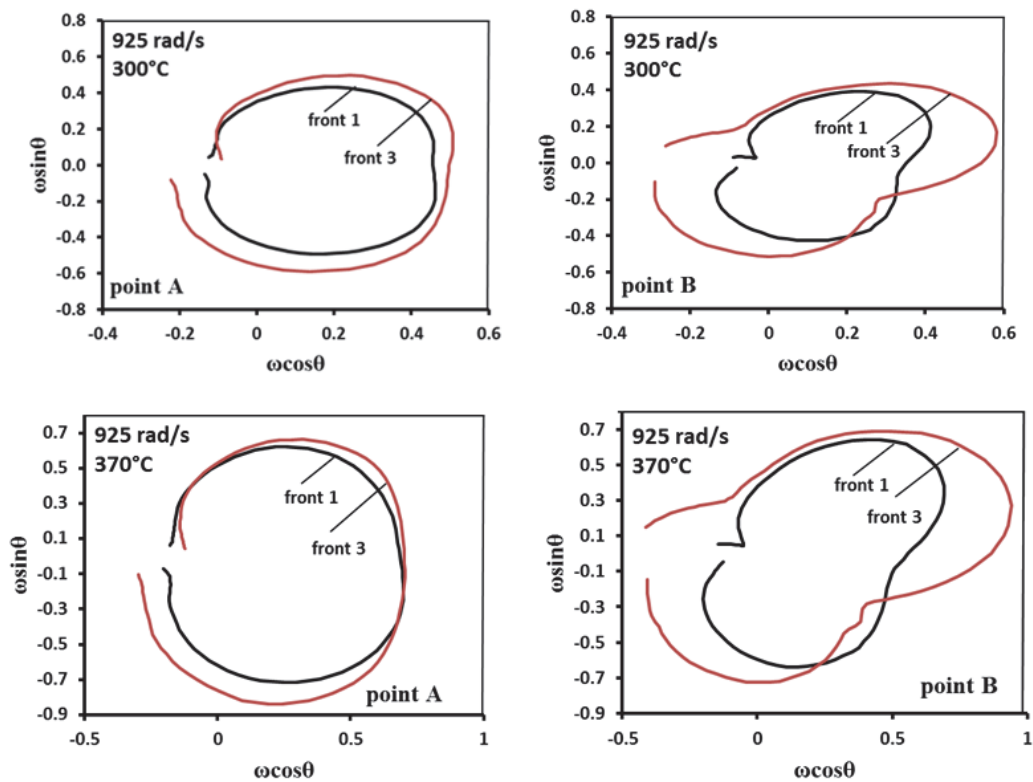 0.8
0.6
0.4
0.2
0.0
-0.2
-0.4
-0.6
-0.8
925 rad/s
300°C
front 1
front 3
point A
-0.4
-0.2
0
0.2
0.4
0.6
ωcosθ
ωsinθ
0.8
0.6
0.4
0.2
0.0
-0.2
-0.4
-0.6
-0.8
925 rad/s
300°C
front 1
front 3
point B
-0.4
-0.2
0
0.2
0.4
0.6
ωcosθ
ωsinθ
0.7
0.5
0.3
0.1
-0.1
-0.3
-0.5
-0.7
-0.9
925 rad/s
370°C
front 1
front 3
point A
-0.5
0
0.5
1
ωcosθ
ωsinθ
0.7
0.5
0.3
0.1
-0.1
-0.3
-0.5
-0.7
-0.9
925 rad/s
370°C
front 1
front 3
point B
-0.5
0
0.5
1
ωcosθ
ωsinθ